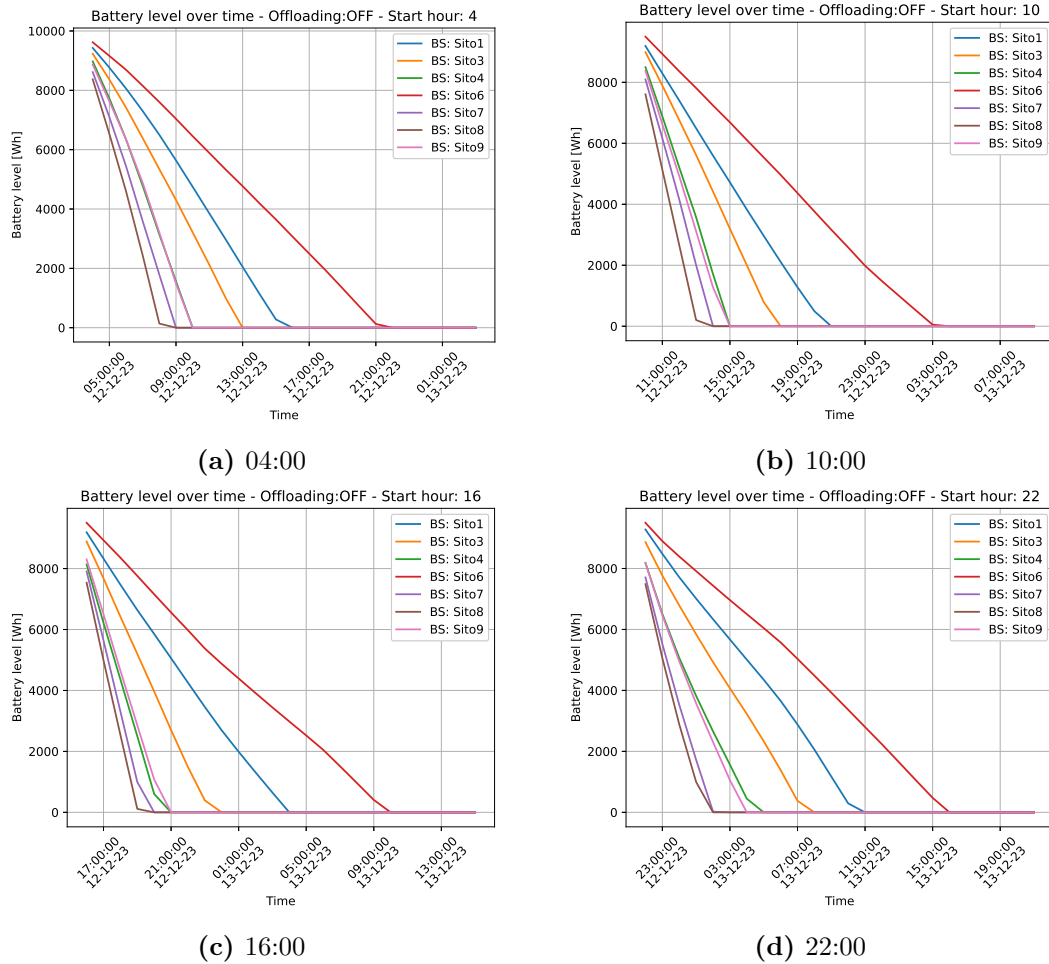 Battery level over time - Offloading:OFF - Start hour: 4
Battery level [Wh]
10000
8000
6000
4000
2000
0
BS: Sito1
BS: Sito3
BS: Sito4
BS: Sito6
BS: Sito7
BS: Sito8
BS: Sito9
05:00:00
12-12-23
09:00:00
12-12-23
13:00:00
12-12-23
17:00:00
12-12-23
21:00:00
12-12-23
01:00:00
13-12-23
Time
(a) 04:00
Battery level over time - Offloading:OFF - Start hour: 10
Battery level [Wh]
8000
6000
4000
2000
0
BS: Sito1
BS: Sito3
BS: Sito4
BS: Sito6
BS: Sito7
BS: Sito8
BS: Sito9
11:00:00
12-12-23
15:00:00
12-12-23
19:00:00
12-12-23
23:00:00
12-12-23
03:00:00
13-12-23
07:00:00
13-12-23
Time
(b) 10:00
Battery level over time - Offloading:OFF - Start hour: 16
Battery level [Wh]
8000
6000
4000
2000
0
BS: Sito1
BS: Sito3
BS: Sito4
BS: Sito6
BS: Sito7
BS: Sito8
BS: Sito9
17:00:00
12-12-23
21:00:00
12-12-23
01:00:00
13-12-23
05:00:00
13-12-23
09:00:00
13-12-23
13:00:00
13-12-23
Time
(c) 16:00
Battery level over time - Offloading:OFF - Start hour: 22
Battery level [Wh]
8000
6000
4000
2000
0
BS: Sito1
BS: Sito3
BS: Sito4
BS: Sito6
BS: Sito7
BS: Sito8
BS: Sito9
23:00:00
12-12-23
03:00:00
13-12-23
07:00:00
13-12-23
11:00:00
13-12-23
15:00:00
13-12-23
19:00:00
13-12-23
Time
(d) 22:00